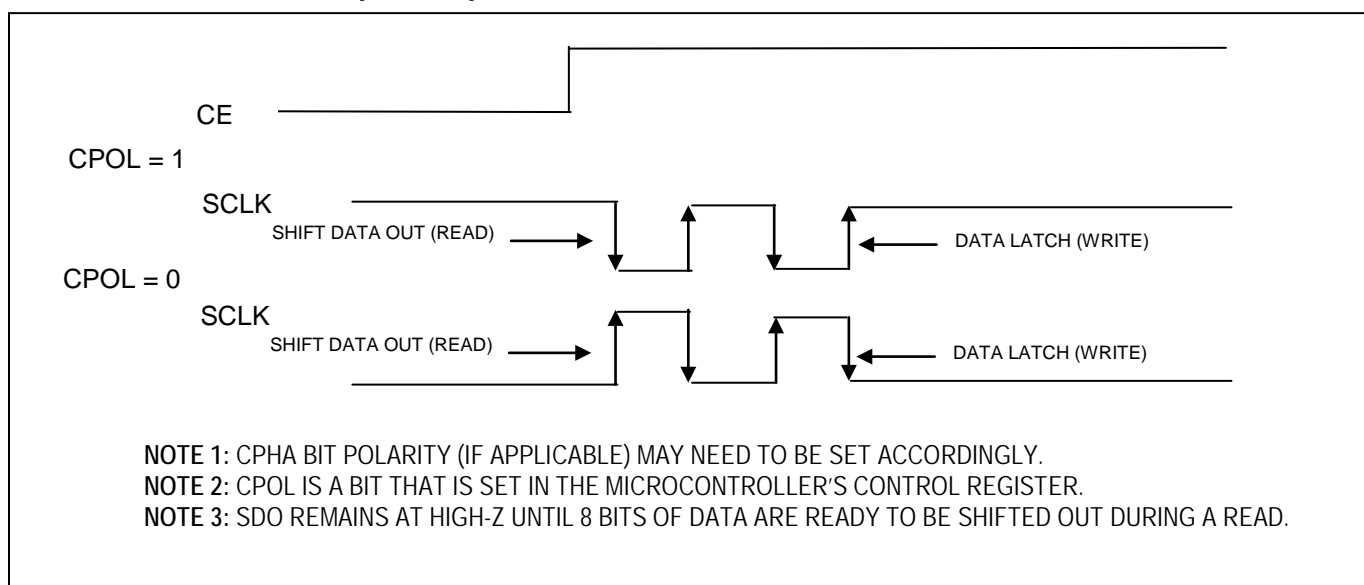 CE
CPOL = 1
SCLK
SHIFT DATA OUT (READ)
DATA LATCH (WRITE)
CPOL = 0
SCLK
SHIFT DATA OUT (READ)
DATA LATCH (WRITE)
NOTE 1: CPHA BIT POLARITY (IF APPLICABLE) MAY NEED TO BE SET ACCORDINGLY.
NOTE 2: CPOL IS A BIT THAT IS SET IN THE MICROCONTROLLER'S CONTROL REGISTER.
NOTE 3: SDO REMAINS AT HIGH-Z UNTIL 8 BITS OF DATA ARE READY TO BE SHIFTED OUT DURING A READ.